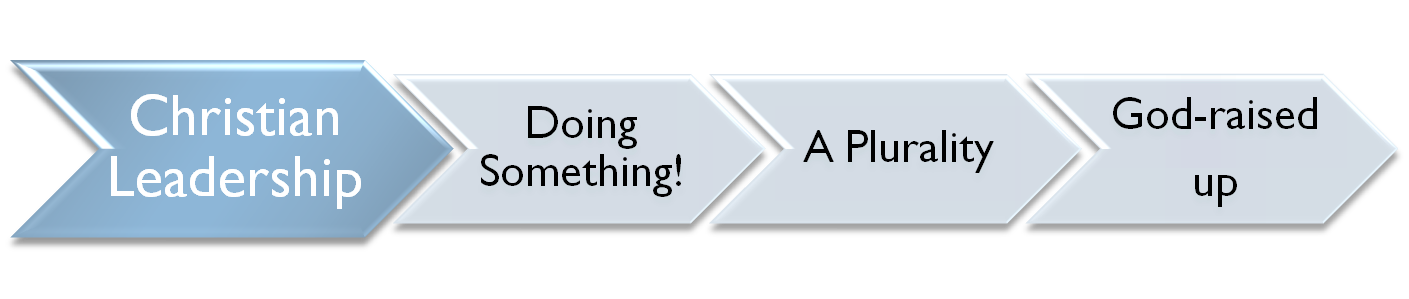 Christian
Leadership
Doing
Something!
A Plurality
God-raised
up